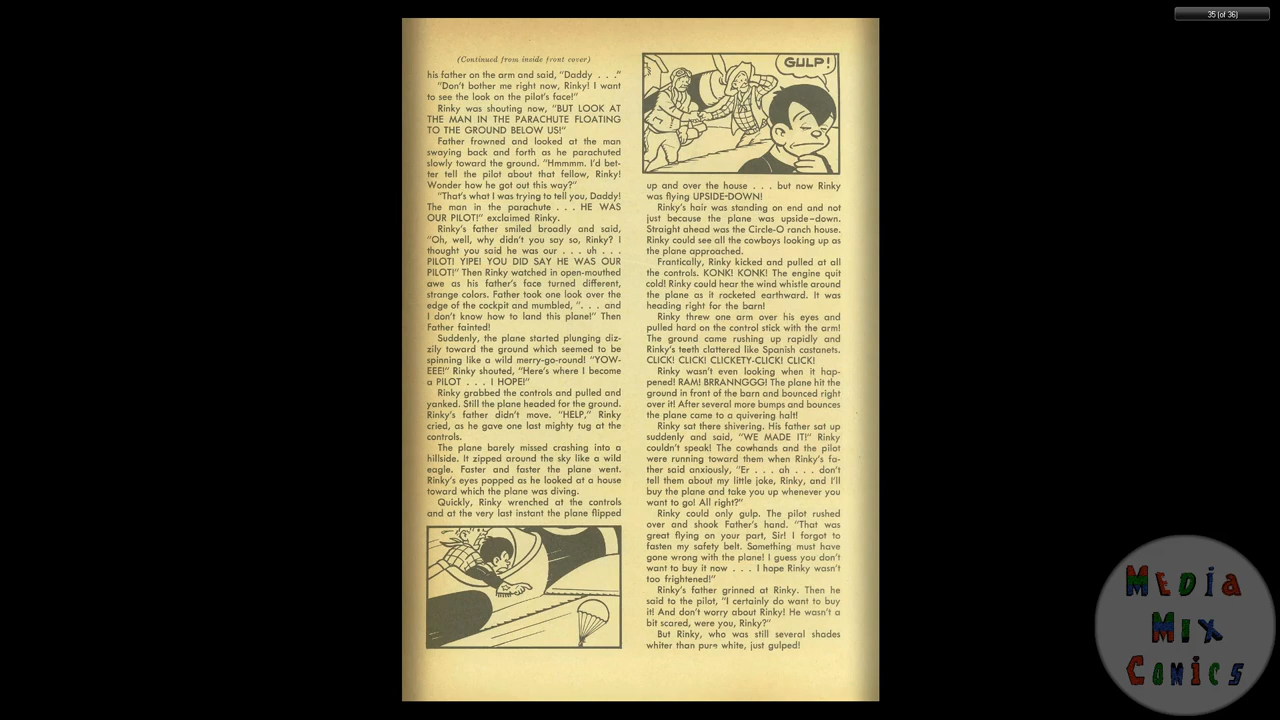 35 (of 36)
(Continued from inside front cover)
his father on the arm and said, "Daddy . . ."
"Don't bother me right now, Rinky! I want
to see the look on the pilot's face!"
Rinky was shouting now, "BUT LOOK AT
THE MAN IN THE PARACHUTE FLOATING
TO THE GROUND BELOW US!"
Father frowned and looked at the man
swaying back and forth as he parachuted
slowly toward the ground. "Hmmmm. I'd bet-
ter tell the pilot about that fellow, Rinky!
Wonder how he got out this way?"
"That's what I was trying to tell you, Daddy!
The man in the parachute . . . HE WAS
OUR PILOT!" exclaimed Rinky.
Rinky's father smiled broadly and said,
"Oh, well, why didn't you say so, Rinky? I
thought you said he was our . . . uh . . .
PILOT! YIPE! YOU DID SAY HE WAS OUR
PILOT!" Then Rinky watched in open-mouthed
awe as his father's face turned different,
strange colors. Father took one look over the
edge of the cockpit and mumbled, ". . . and
I don't know how to land this plane!" Then
Father fainted!
Suddenly, the plane started plunging diz-
zily toward the ground which seemed to be
spinning like a wild merry-go-round! "YOW-
EEE!" Rinky shouted, "Here's where I become
a PILOT . . . I HOPE!"
Rinky grabbed the controls and pulled and
yanked. Still the plane headed for the ground.
Rinky's father didn't move. "HELP," Rinky
cried, as he gave one last mighty tug at the
controls.
The plane barely missed crashing into a
hillside. It zipped around the sky like a wild
eagle. Faster and faster the plane went.
Rinky's eyes popped as he looked at a house
toward which the plane was diving.
Quickly, Rinky wrenched at the controls
and at the very last instant the plane flipped
GULP!
up and over the house . . . but now Rinky
was flying UPSIDE-DOWN!
Rinky's hair was standing on end and not
just because the plane was upside-down.
Straight ahead was the Circle-O ranch house.
Rinky could see all the cowboys looking up as
the plane approached.
Frantically, Rinky kicked and pulled at all
the controls. KONK! KONK! The engine quit
cold! Rinky could hear the wind whistle around
the plane as it rocketed earthward. It was
heading right for the barn!
Rinky threw one arm over his eyes and
pulled hard on the control stick with the arm!
The ground came rushing up rapidly and
Rinky's teeth clattered like Spanish castanets.
CLICK! CLICK! CLICKETY-CLICK! CLICK!
Rinky wasn't even looking when it hap-
pened! RAM! BRRANNGGG! The plane hit the
ground in front of the barn and bounced right
over it! After several more bumps and bounces
the plane came to a quivering halt!
Rinky sat there shivering. His father sat up
suddenly and said, "WE MADE IT!" Rinky
couldn't speak! The cowhands and the pilot
were running toward them when Rinky's fa-
ther said anxiously, "Er . . . ah . . . don't
tell them about my little joke, Rinky, and I'll
buy the plane and take you up whenever you
want to go! All right?"
Rinky could only gulp. The pilot rushed
over and shook Father's hand. "That was
great flying on your part, Sir! I forgot to
fasten my safety belt. Something must have
gone wrong with the plane! I guess you don't
want to buy it now . . . I hope Rinky wasn't
too frightened!"
Rinky's father grinned at Rinky. Then he
said to the pilot, "I certainly do want to buy
it! And don't worry about Rinky! He wasn't a
bit scared, were you, Rinky?"
But Rinky, who was still several shades
whiter than pure white, just gulped!
MEDiA
MiX
COMiCS